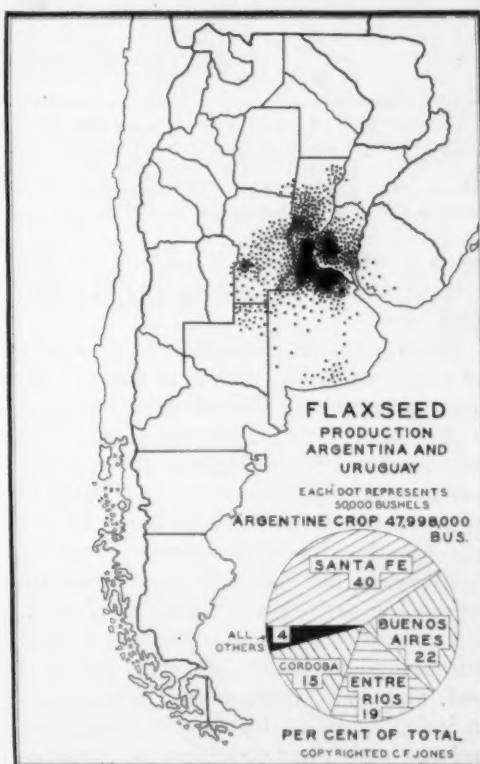 FLAXSEED
PRODUCTION
ARGENTINA AND
URUGUAY
EACH DOT REPRESENTS
50,000 BUSHELS
ARGENTINE CROP 47,998,000
BUS.
SANTA FE
40
BUENOS
AIRES
22
ENTRE
RIOS
19
CORDOBA
15
ALL
OTHERS
4
PER CENT OF TOTAL
COPYRIGHTED C.F. JONES